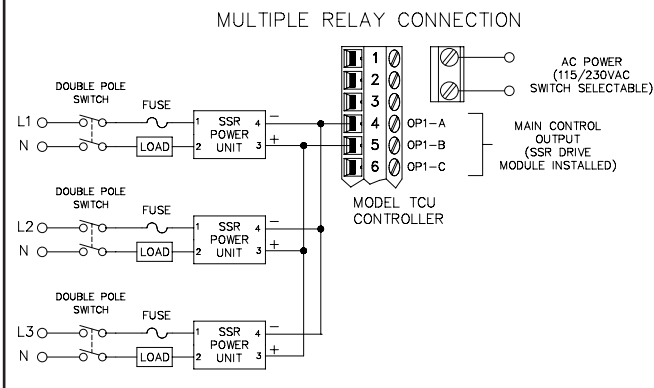 MULTIPLE RELAY CONNECTION
1
2
3
4 OP1-A
5 OP1-B
6 OP1-C
MODEL TCU
CONTROLLER
AC POWER
(115/230VAC
SWITCH SELECTABLE)
MAIN CONTROL
OUTPUT
(SSR DRIVE
MODULE INSTALLED)
DOUBLE POLE
SWITCH
FUSE
L1
N
LOAD
1 SSR 4 −
POWER
2 UNIT 3 +
DOUBLE POLE
SWITCH
FUSE
L2
N
LOAD
1 SSR 4 −
POWER
2 UNIT 3 +
DOUBLE POLE
SWITCH
FUSE
L3
N
LOAD
1 SSR 4 −
POWER
2 UNIT 3 +